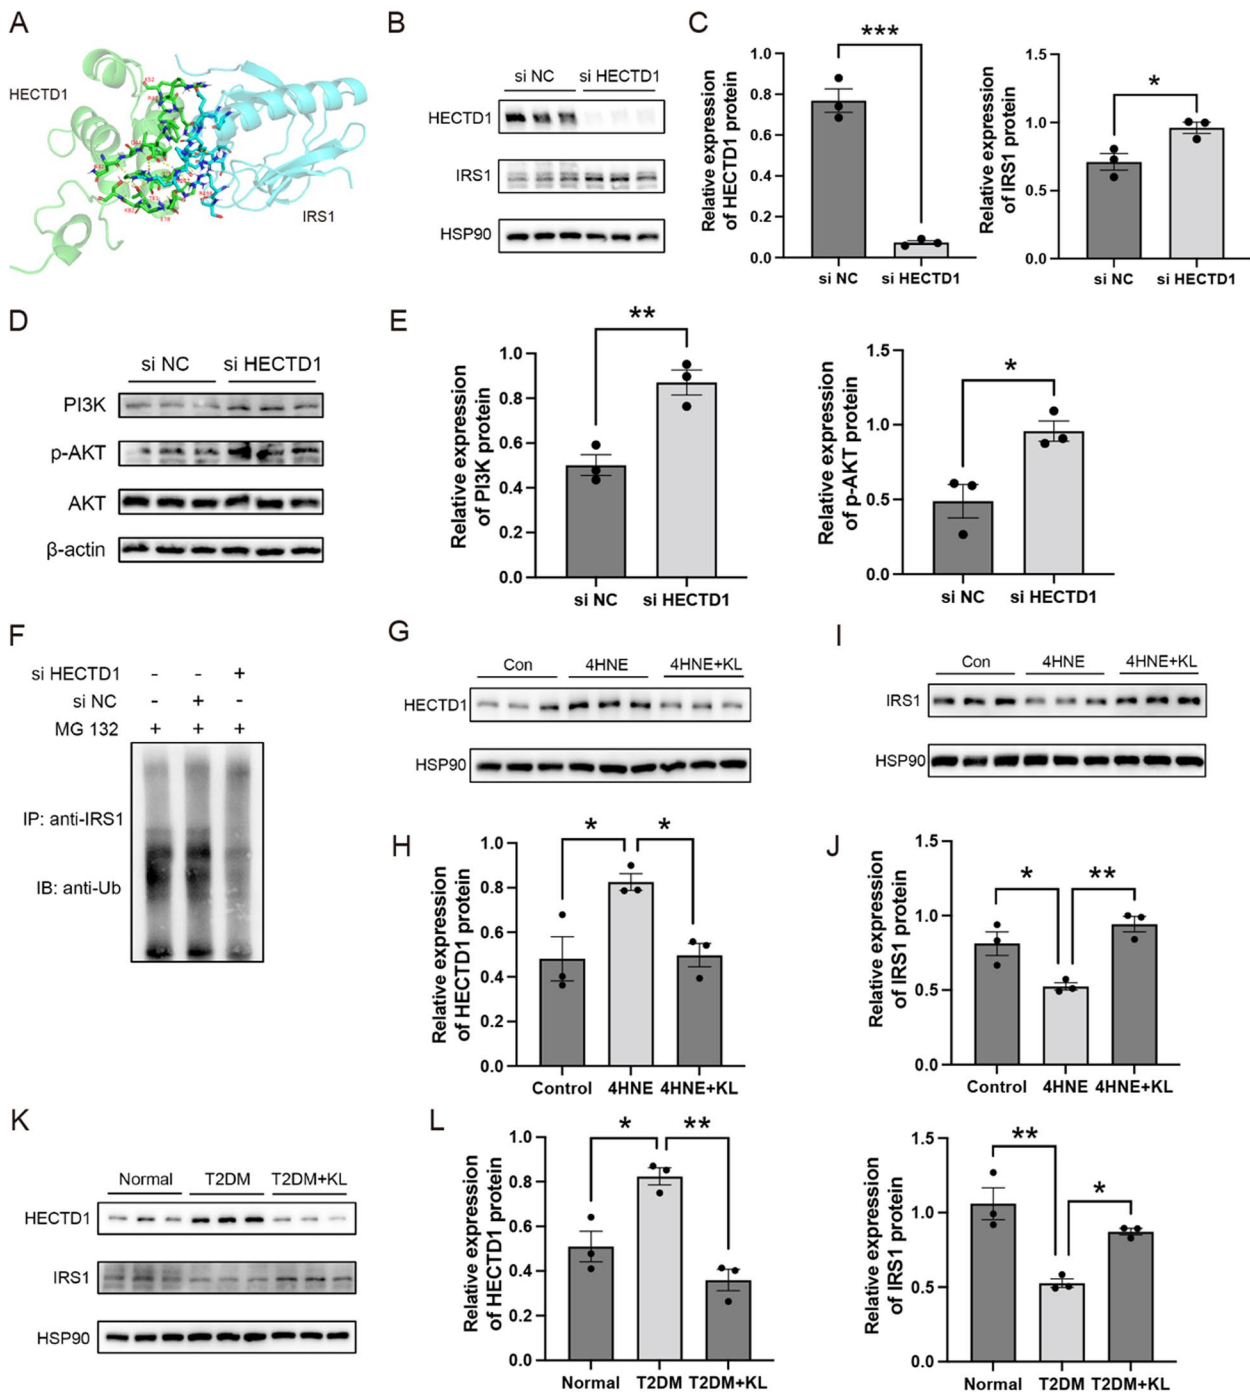 A
HECTD1
IRS1
B
si NC si HECTD1
HECTD1
IRS1
HSP90
C
Relative expression
of HECTD1 protein
1.0
0.8
0.6
0.4
0.2
0.0
***
si NC si HECTD1
Relative expression
of IRS1 protein
1.5
1.0
0.5
0.0
*
si NC si HECTD1
D
si NC si HECTD1
PI3K
p-AKT
AKT
β-actin
E
Relative expression
of PI3K protein
1.0
0.8
0.6
0.4
0.2
0.0
**
si NC si HECTD1
Relative expression
of p-AKT protein
1.5
1.0
0.5
0.0
*
si NC si HECTD1
F
si HECTD1 - - +
si NC - + -
MG 132 + + +
IP: anti-IRS1
IB: anti-Ub
G
Con 4HNE 4HNE+KL
HECTD1
HSP90
H
Relative expression
of HECTD1 protein
1.0
0.8
0.6
0.4
0.2
0.0
* *
Control 4HNE 4HNE+KL
I
Con 4HNE 4HNE+KL
IRS1
HSP90
J
Relative expression
of IRS1 protein
1.5
1.0
0.5
0.0
* **
Control 4HNE 4HNE+KL
K
Normal T2DM T2DM+KL
HECTD1
IRS1
HSP90
L
Relative expression
of HECTD1 protein
1.0
0.8
0.6
0.4
0.2
0.0
* **
Normal T2DM T2DM+KL
Relative expression
of IRS1 protein
1.5
1.0
0.5
0.0
** *
Normal T2DM T2DM+KL